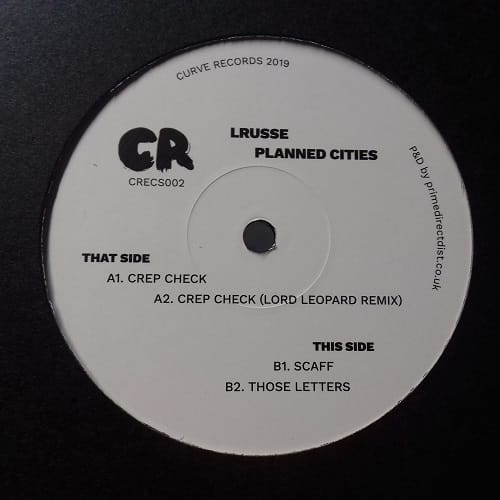 CURVE RECORDS 2019
CR
CRECS002
LRUSSE
PLANNED CITIES
P&D by primedirectdist.co.uk
THAT SIDE
A1. CREP CHECK
A2. CREP CHECK (LORD LEOPARD REMIX)
THIS SIDE
B1. SCAFF
B2. THOSE LETTERS